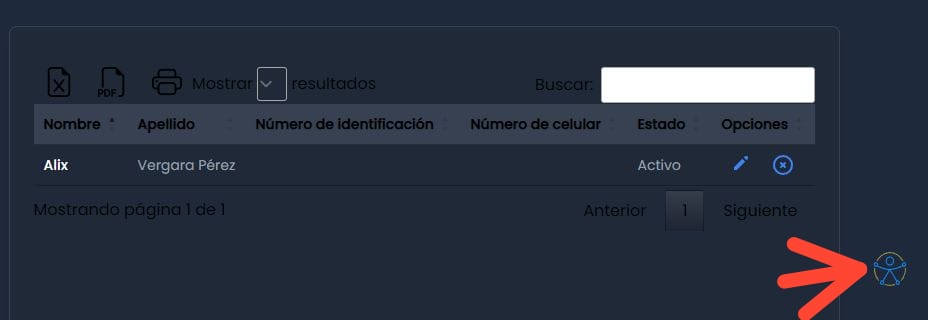 PDF Mostrar resultados Buscar:
Nombre Apellido Número de identificación Número de celular Estado Opciones
Alix Vergara Pérez Activo
Mostrando página 1 de 1 Anterior 1 Siguiente